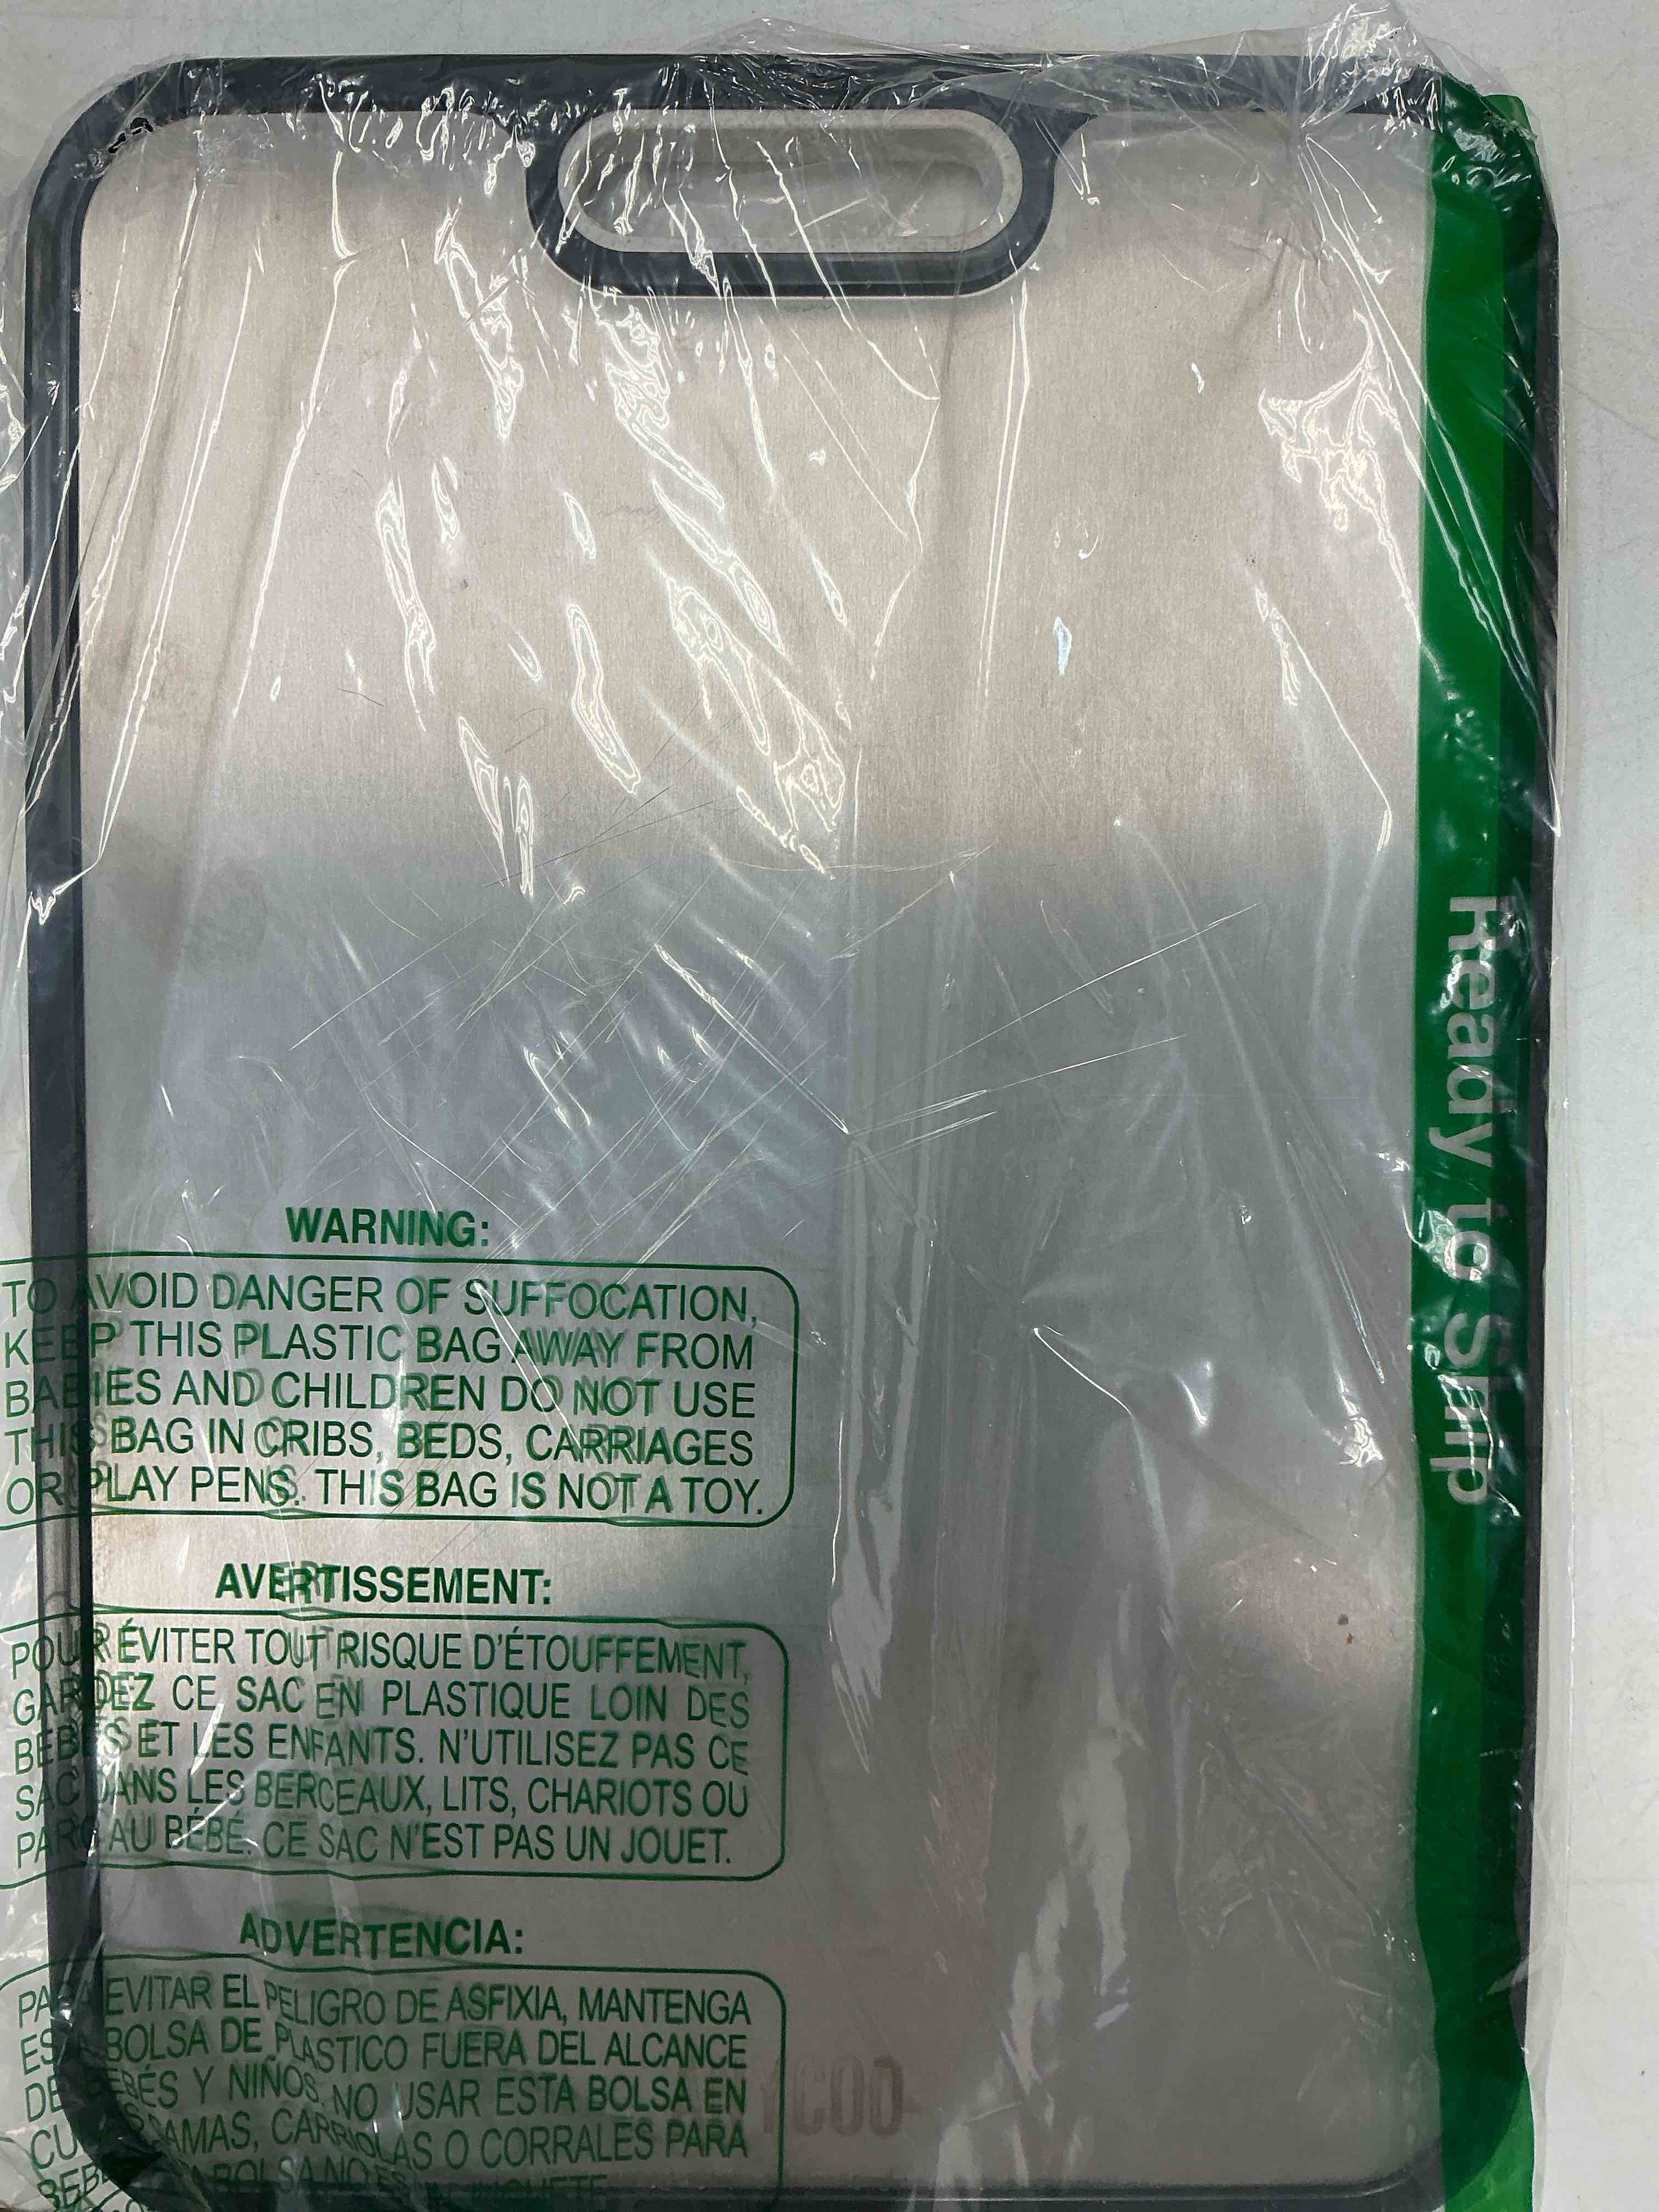 WARNING:
TO AVOID DANGER OF SUFFOCATION,
KEEP THIS PLASTIC BAG AWAY FROM
BABIES AND CHILDREN DO NOT USE
THIS BAG IN CRIBS, BEDS, CARRIAGES
OR PLAY PENS. THIS BAG IS NOT A TOY.
AVERTISSEMENT:
POUR ÉVITER TOUT RISQUE D'ÉTOUFFEMENT,
GARDEZ CE SAC EN PLASTIQUE LOIN DES
BÉBÉS ET LES ENFANTS. N'UTILISEZ PAS CE
SAC DANS LES BERCEAUX, LITS, CHARIOTS OU
PARC AU BÉBÉ. CE SAC N'EST PAS UN JOUET.
ADVERTENCIA:
PARA EVITAR EL PELIGRO DE ASFIXIA, MANTENGA
ESTA BOLSA DE PLASTICO FUERA DEL ALCANCE
DE BEBÉS Y NIÑOS. NO USAR ESTA BOLSA EN
CAMAS, CARRIOLAS O CORRALES PARA
BOLSA NO ES
Ready to Ship